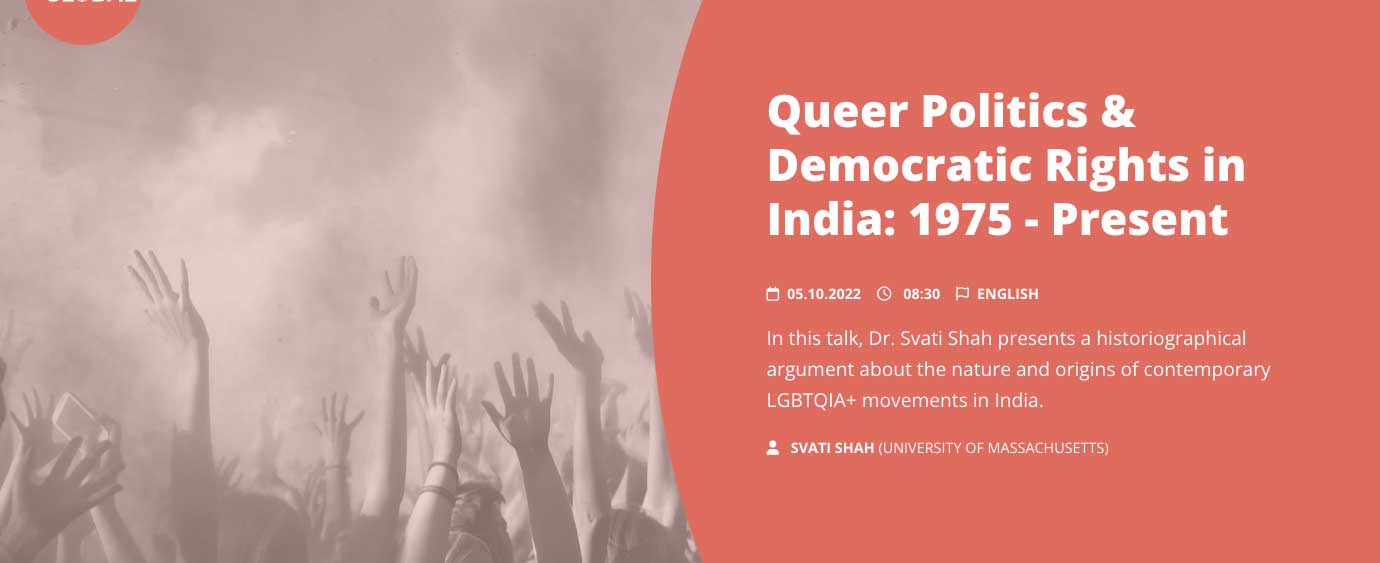 Queer Politics &
Democratic Rights in
India: 1975 - Present
05.10.2022 08:30 ENGLISH
In this talk, Dr. Svati Shah presents a historiographical
argument about the nature and origins of contemporary
LGBTQIA+ movements in India.
SVATI SHAH (UNIVERSITY OF MASSACHUSETTS)